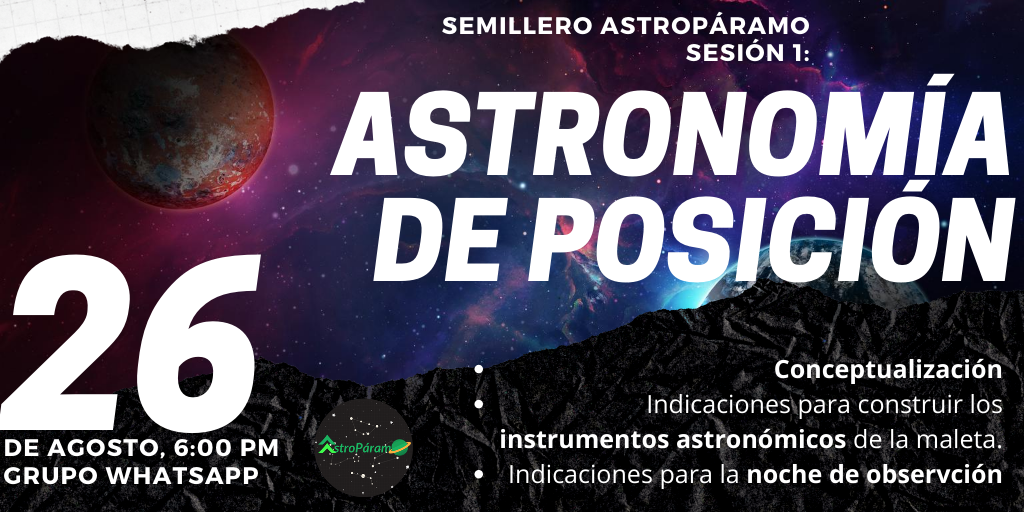 SEMILLERO ASTROPÁRAMO
SESIÓN 1:
ASTRONOMÍA
DE POSICIÓN
26
DE AGOSTO, 6:00 PM
GRUPO WHATSAPP
AstroPáramo
• Conceptualización
• Indicaciones para construir los
instrumentos astronómicos de la maleta.
• Indicaciones para la noche de observción